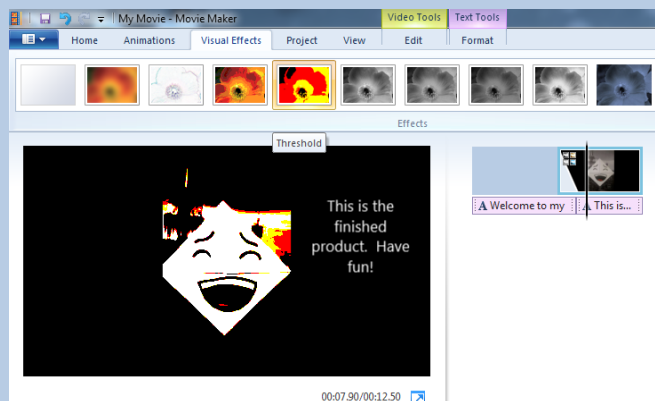 My Movie - Movie Maker
Video Tools
Text Tools
Home
Animations
Visual Effects
Project
View
Edit
Format
Effects
Threshold
This is the
finished
product. Have
fun!
A Welcome to my
A This is...
00:07.90/00:12.50